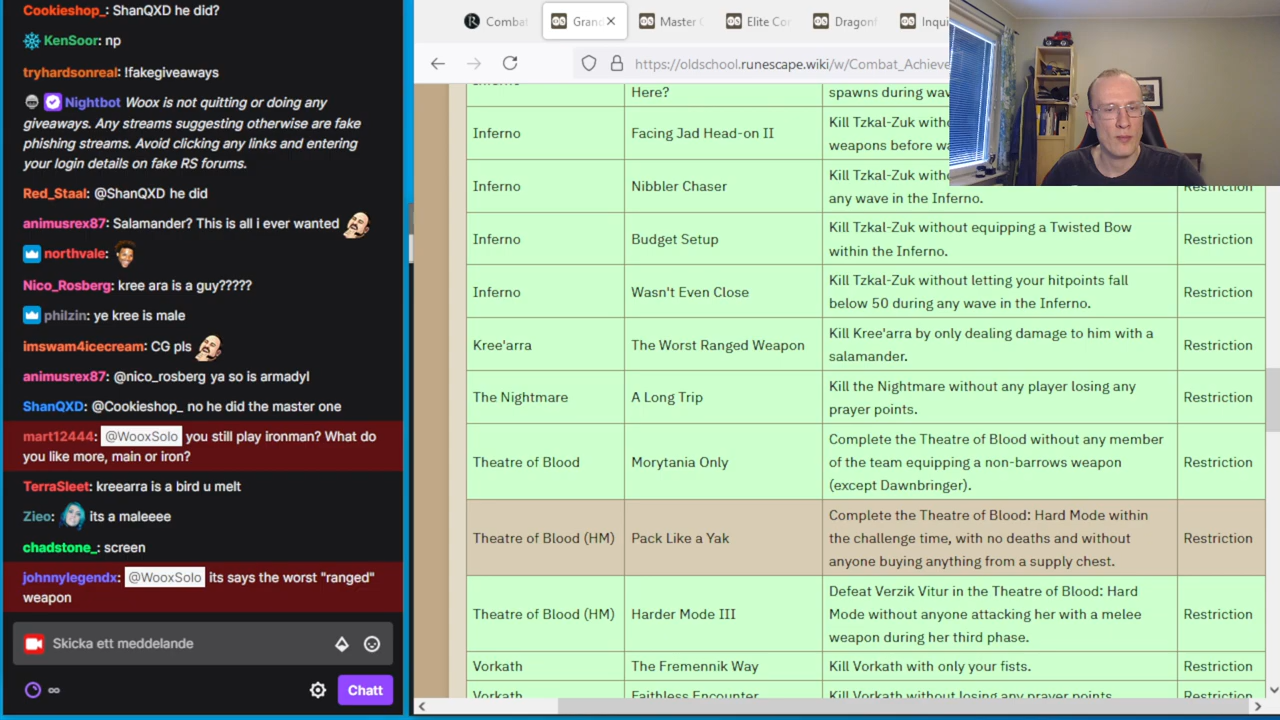 Cookieshop_: ShanQXD he did?
KenSoor: np
tryhardsonreal: !fakegiveaways
Nightbot Woox is not quitting or doing any
giveaways. Any streams suggesting otherwise are fake
phishing streams. Avoid clicking any links and entering
your login details on fake RS forums.
Red_Staal: @ShanQXD he did
animusrex87: Salamander? This is all i ever wanted
northvale:
Nico_Rosberg: kree ara is a guy?????
philzin: ye kree is male
imswam4icecream: CG pls
animusrex87: @nico_rosberg ya so is armadyl
ShanQXD: @Cookieshop_ no he did the master one
mart12444: @WooxSolo you still play ironman? What do
you like more, main or iron?
TerraSleet: kreearra is a bird u melt
Zieo: its a maleeee
chadstone_: screen
johnnylegendx: @WooxSolo its says the worst "ranged"
weapon
Skicka ett meddelande
Chatt
Combat
Grand
Master C
Elite Cor
Dragonf
Inqui
https://oldschool.runescape.wiki/w/Combat_Achieve
Inferno Here? spawns during wav
Inferno Facing Jad Head-on II Kill Tzkal-Zuk witho
weapons before wa
Inferno Nibbler Chaser Kill Tzkal-Zuk witho
any wave in the Inferno. Restriction
Inferno Budget Setup Kill Tzkal-Zuk without equipping a Twisted Bow
within the Inferno. Restriction
Inferno Wasn't Even Close Kill Tzkal-Zuk without letting your hitpoints fall
below 50 during any wave in the Inferno. Restriction
Kree'arra The Worst Ranged Weapon Kill Kree'arra by only dealing damage to him with a
salamander. Restriction
The Nightmare A Long Trip Kill the Nightmare without any player losing any
prayer points. Restriction
Theatre of Blood Morytania Only Complete the Theatre of Blood without any member
of the team equipping a non-barrows weapon
(except Dawnbringer). Restriction
Theatre of Blood (HM) Pack Like a Yak Complete the Theatre of Blood: Hard Mode within
the challenge time, with no deaths and without
anyone buying anything from a supply chest. Restriction
Theatre of Blood (HM) Harder Mode III Defeat Verzik Vitur in the Theatre of Blood: Hard
Mode without anyone attacking her with a melee
weapon during her third phase. Restriction
Vorkath The Fremennik Way Kill Vorkath with only your fists. Restriction
Vorkath Faithless Encounter Kill Vorkath without losing any prayer points. Restriction